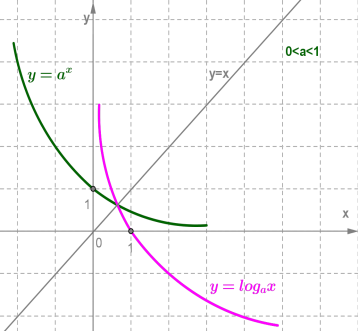 y
0<a<1
y = a^x
y=x
1
x
0
1
y = log_a x